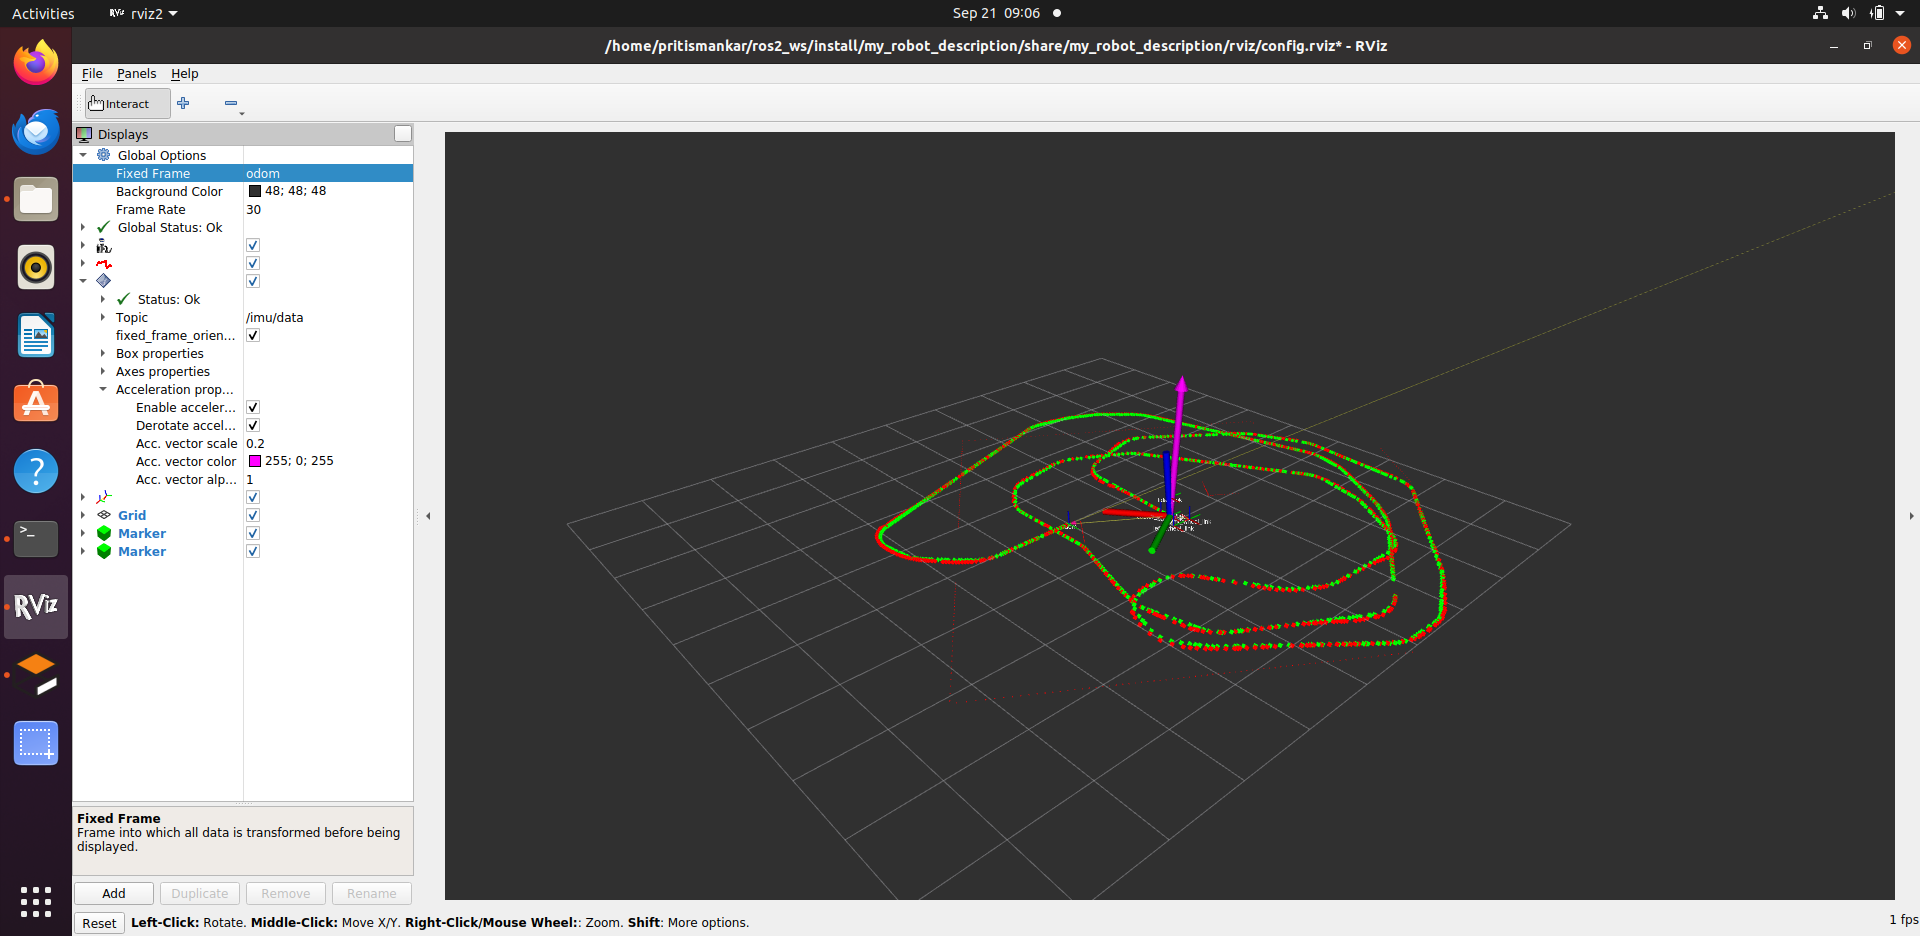 Activities
rviz2
Sep 21 09:06
/home/pritismankar/ros2_ws/install/my_robot_description/share/my_robot_description/rviz/config.rviz* - RViz
File Panels Help
Interact
Displays
Global Options
Fixed Frame odom
Background Color 48; 48; 48
Frame Rate 30
Global Status: Ok
Status: Ok
Topic /imu/data
fixed_frame_orien...
Box properties
Axes properties
Acceleration prop...
Enable acceler...
Derotate accel...
Acc. vector scale 0.2
Acc. vector color 255; 0; 255
Acc. vector alp... 1
Grid
Marker
Marker
Fixed Frame
Frame into which all data is transformed before being
displayed.
Add Duplicate Remove Rename
Reset Left-Click: Rotate. Middle-Click: Move X/Y. Right-Click/Mouse Wheel:: Zoom. Shift: More options.
1 fps
RViz